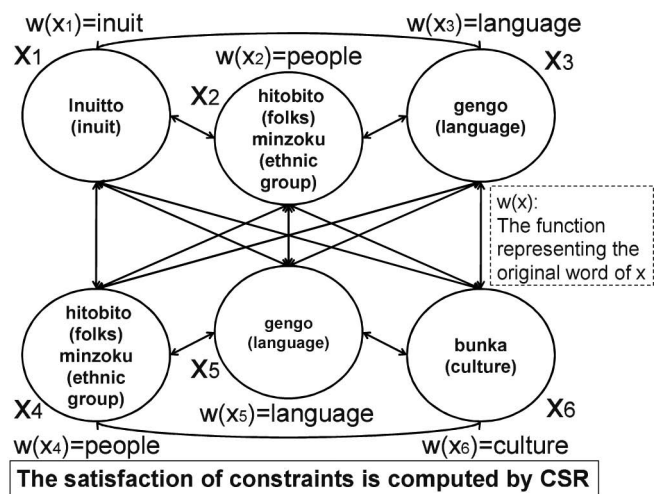 w(x1)=inuit
w(x3)=language
x1
w(x2)=people
x3
x2
Inuitto
(inuit)
hitobito
(folks)
minzoku
(ethnic
group)
gengo
(language)
w(x):
The function
representing the
original word of x
hitobito
(folks)
minzoku
(ethnic
group)
gengo
(language)
bunka
(culture)
x4
x5
x6
w(x5)=language
w(x4)=people
w(x6)=culture
The satisfaction of constraints is computed by CSR